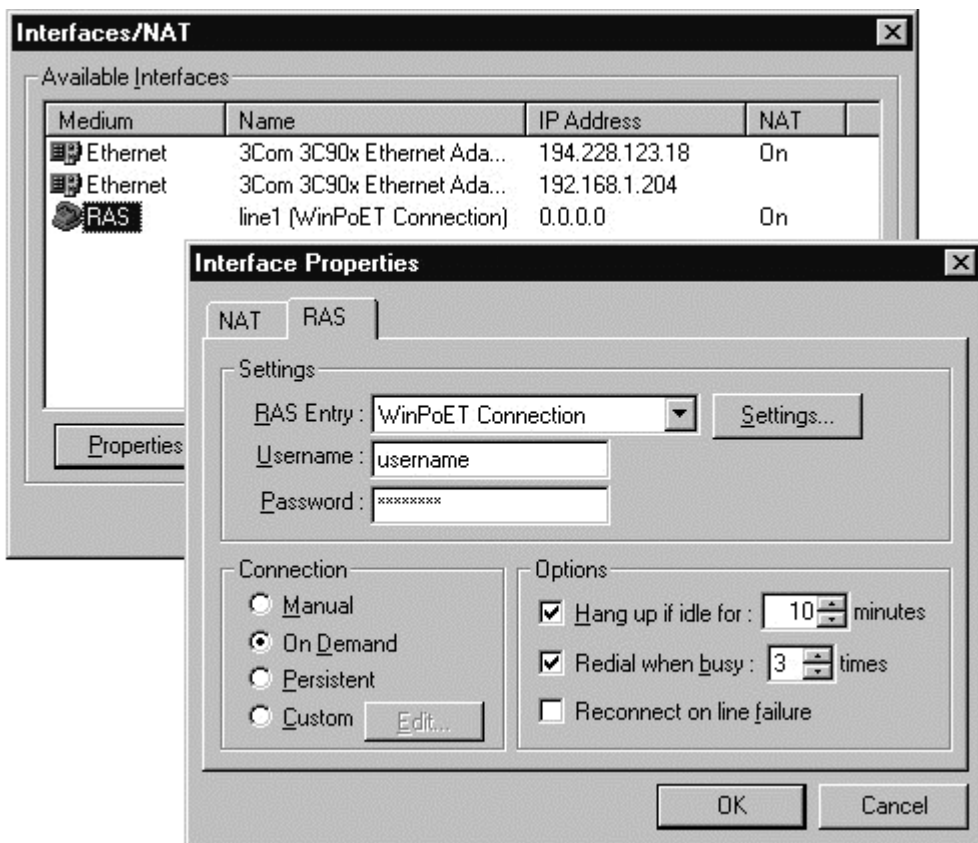 Interfaces/NAT
Available Interfaces
Medium Name IP Address NAT
Ethernet 3Com 3C90x Ethernet Ada... 194.228.123.18 On
Ethernet 3Com 3C90x Ethernet Ada... 192.168.1.204
RAS line1 (WinPoET Connection) 0.0.0.0 On
Properties
Interface Properties
NAT RAS
Settings
RAS Entry : WinPoET Connection Settings...
Username : username
Password : ××××××××
Connection
Manual
On Demand
Persistent
Custom Edit...
Options
Hang up if idle for : 10 minutes
Redial when busy : 3 times
Reconnect on line failure
OK Cancel